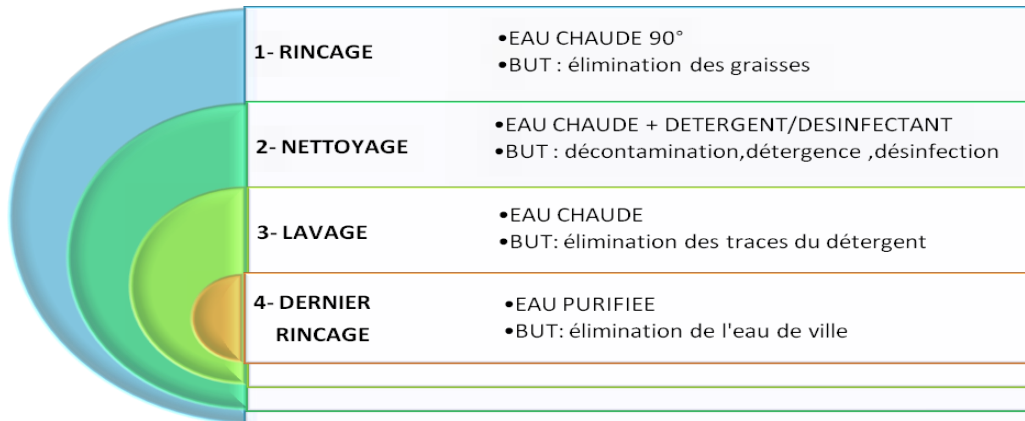 1- RINCAGE
•EAU CHAUDE 90°
•BUT : élimination des graisses
2- NETTOYAGE
•EAU CHAUDE + DETERGENT/DESINFECTANT
•BUT : décontamination,détergence ,désinfection
3- LAVAGE
•EAU CHAUDE
•BUT: élimination des traces du détergent
4- DERNIER
RINCAGE
•EAU PURIFIEE
•BUT: élimination de l'eau de ville